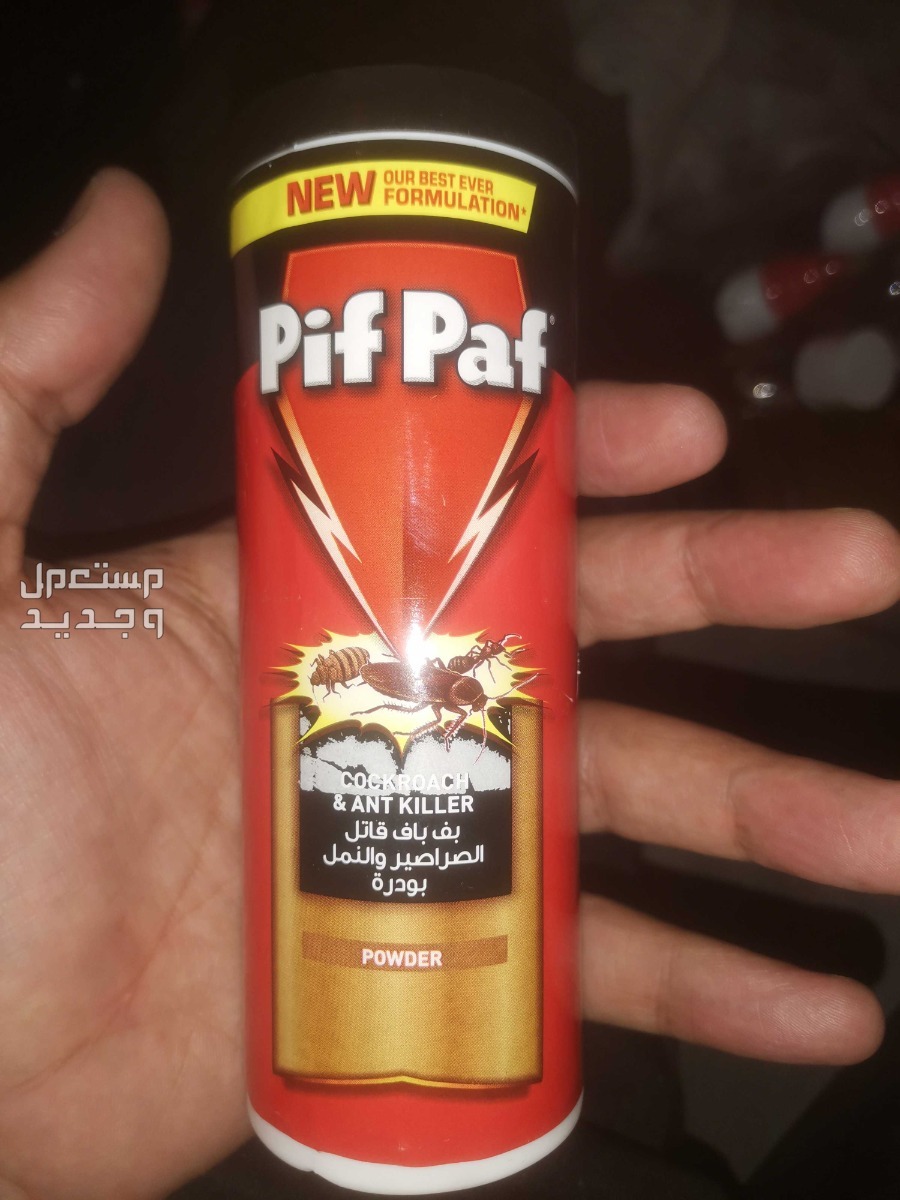 NEW OUR BEST EVER
FORMULATION*
Pif Paf®
مستعمل
وجديد
COCKROACH
& ANT KILLER
بف باف قاتل
الصراصير والنمل
بودرة
POWDER